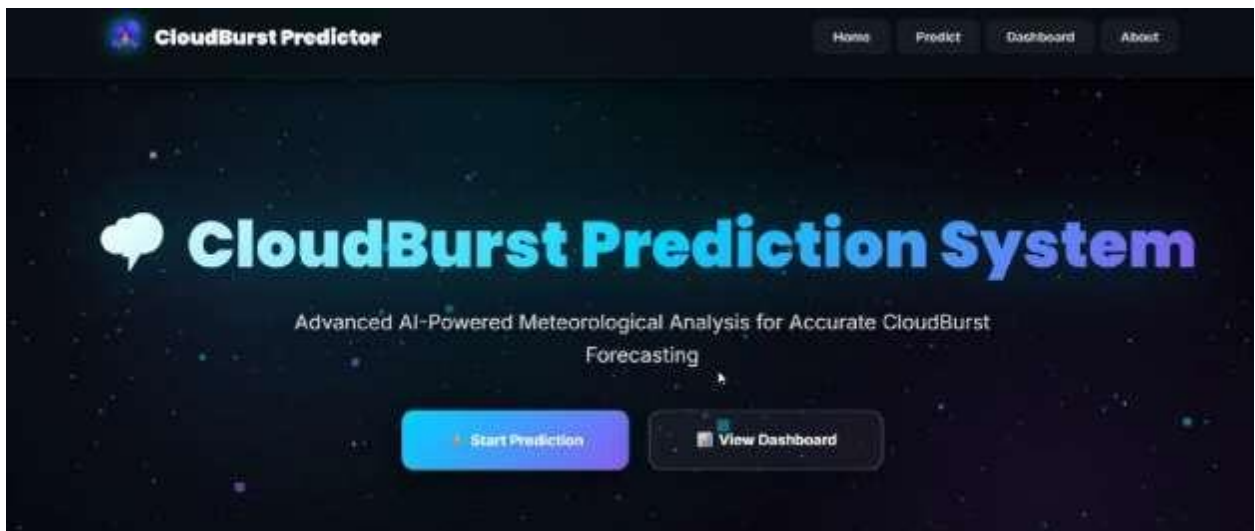 CloudBurst Predictor
Home Predict Dashboard About
CloudBurst Prediction System
Advanced AI-Powered Meteorological Analysis for Accurate CloudBurst
Forecasting
Start Prediction View Dashboard